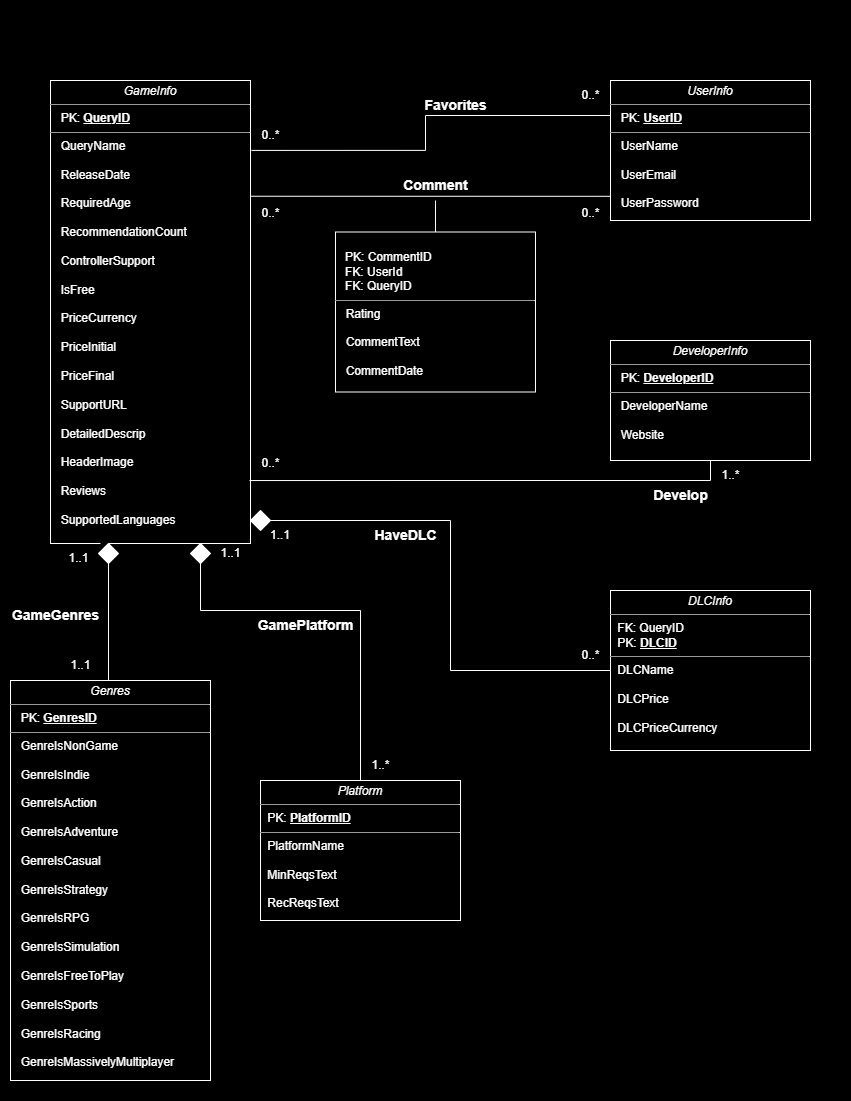 GameInfo
PK: QueryID
QueryName
ReleaseDate
RequiredAge
RecommendationCount
ControllerSupport
IsFree
PriceCurrency
PriceInitial
PriceFinal
SupportURL
DetailedDescrip
HeaderImage
Reviews
SupportedLanguages
Favorites
0..*
0..*
UserInfo
PK: UserID
UserName
UserEmail
UserPassword
Comment
0..*
0..*
PK: CommentID
FK: UserId
FK: QueryID
Rating
CommentText
CommentDate
DeveloperInfo
PK: DeveloperID
DeveloperName
Website
0..*
1..*
Develop
1..1
HaveDLC
0..*
DLCInfo
FK: QueryID
PK: DLCID
DLCName
DLCPrice
DLCPriceCurrency
1..1
GameGenres
1..1
Genres
PK: GenresID
GenreIsNonGame
GenreIsIndie
GenreIsAction
GenreIsAdventure
GenreIsCasual
GenreIsStrategy
GenreIsRPG
GenreIsSimulation
GenreIsFreeToPlay
GenreIsSports
GenreIsRacing
GenreIsMassivelyMultiplayer
1..1
GamePlatform
1..*
Platform
PK: PlatformID
PlatformName
MinReqsText
RecReqsText